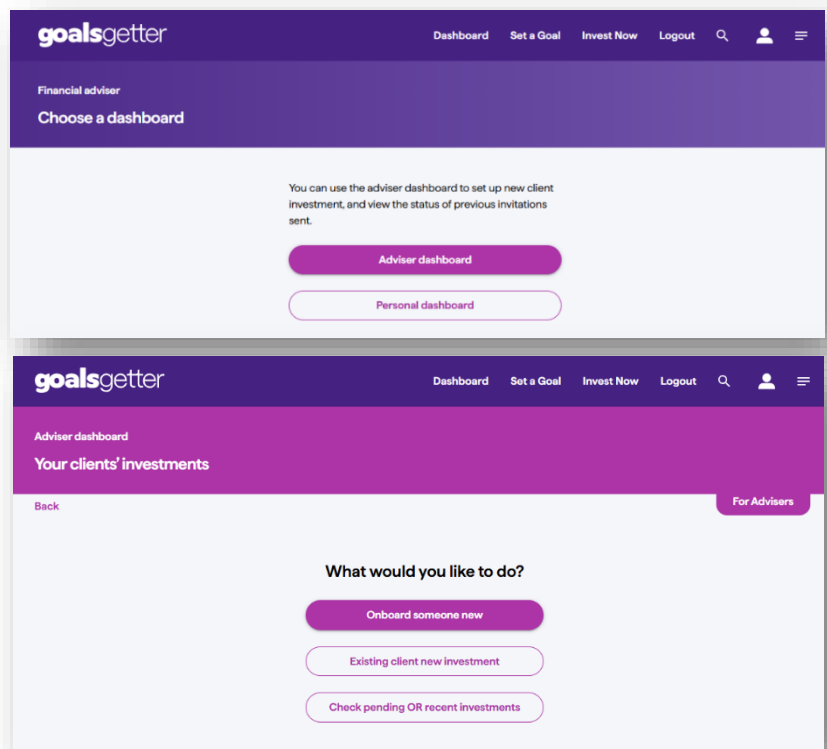 goalsgetter
Dashboard Set a Goal Invest Now Logout
Financial adviser
Choose a dashboard
You can use the adviser dashboard to set up new client
investment, and view the status of previous invitations
sent.
Adviser dashboard
Personal dashboard
goalsgetter
Dashboard Set a Goal Invest Now Logout
Adviser dashboard
Your clients' investments
Back
For Advisers
What would you like to do?
Onboard someone new
Existing client new investment
Check pending OR recent investments